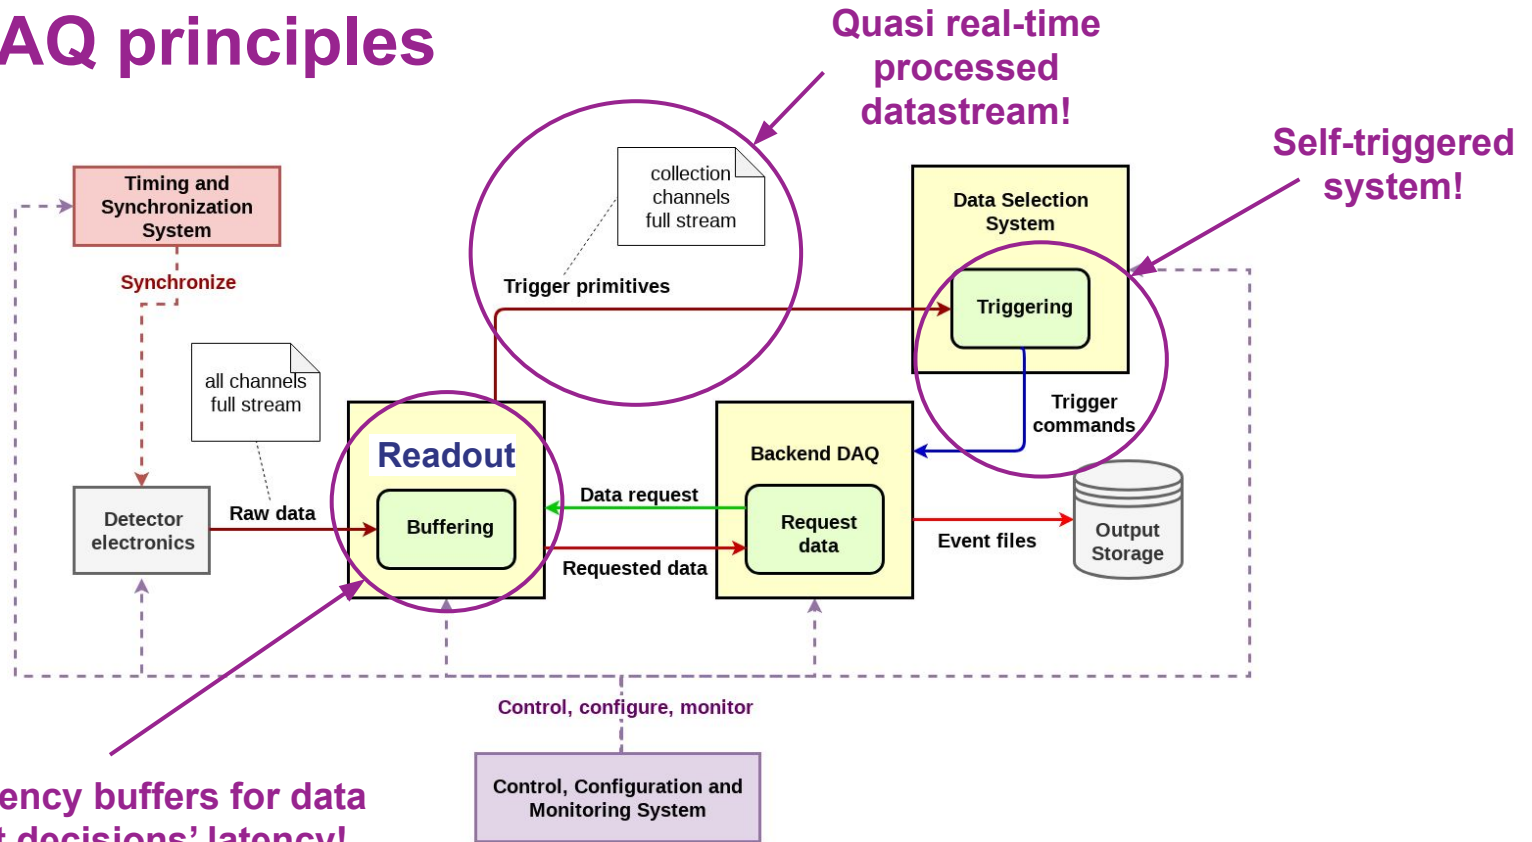 AQ principles
Quasi real-time
processed
datastream!
Self-triggered
system!
Timing and
Synchronization
System
Synchronize
collection
channels
full stream
Trigger primitives
Data Selection
System
Triggering
Trigger
commands
all channels
full stream
Readout
Buffering
Detector
electronics
Raw data
Data request
Requested data
Backend DAQ
Request
data
Event files
Output
Storage
Control, configure, monitor
Control, Configuration and
Monitoring System
ency buffers for data
t decisions' latency!